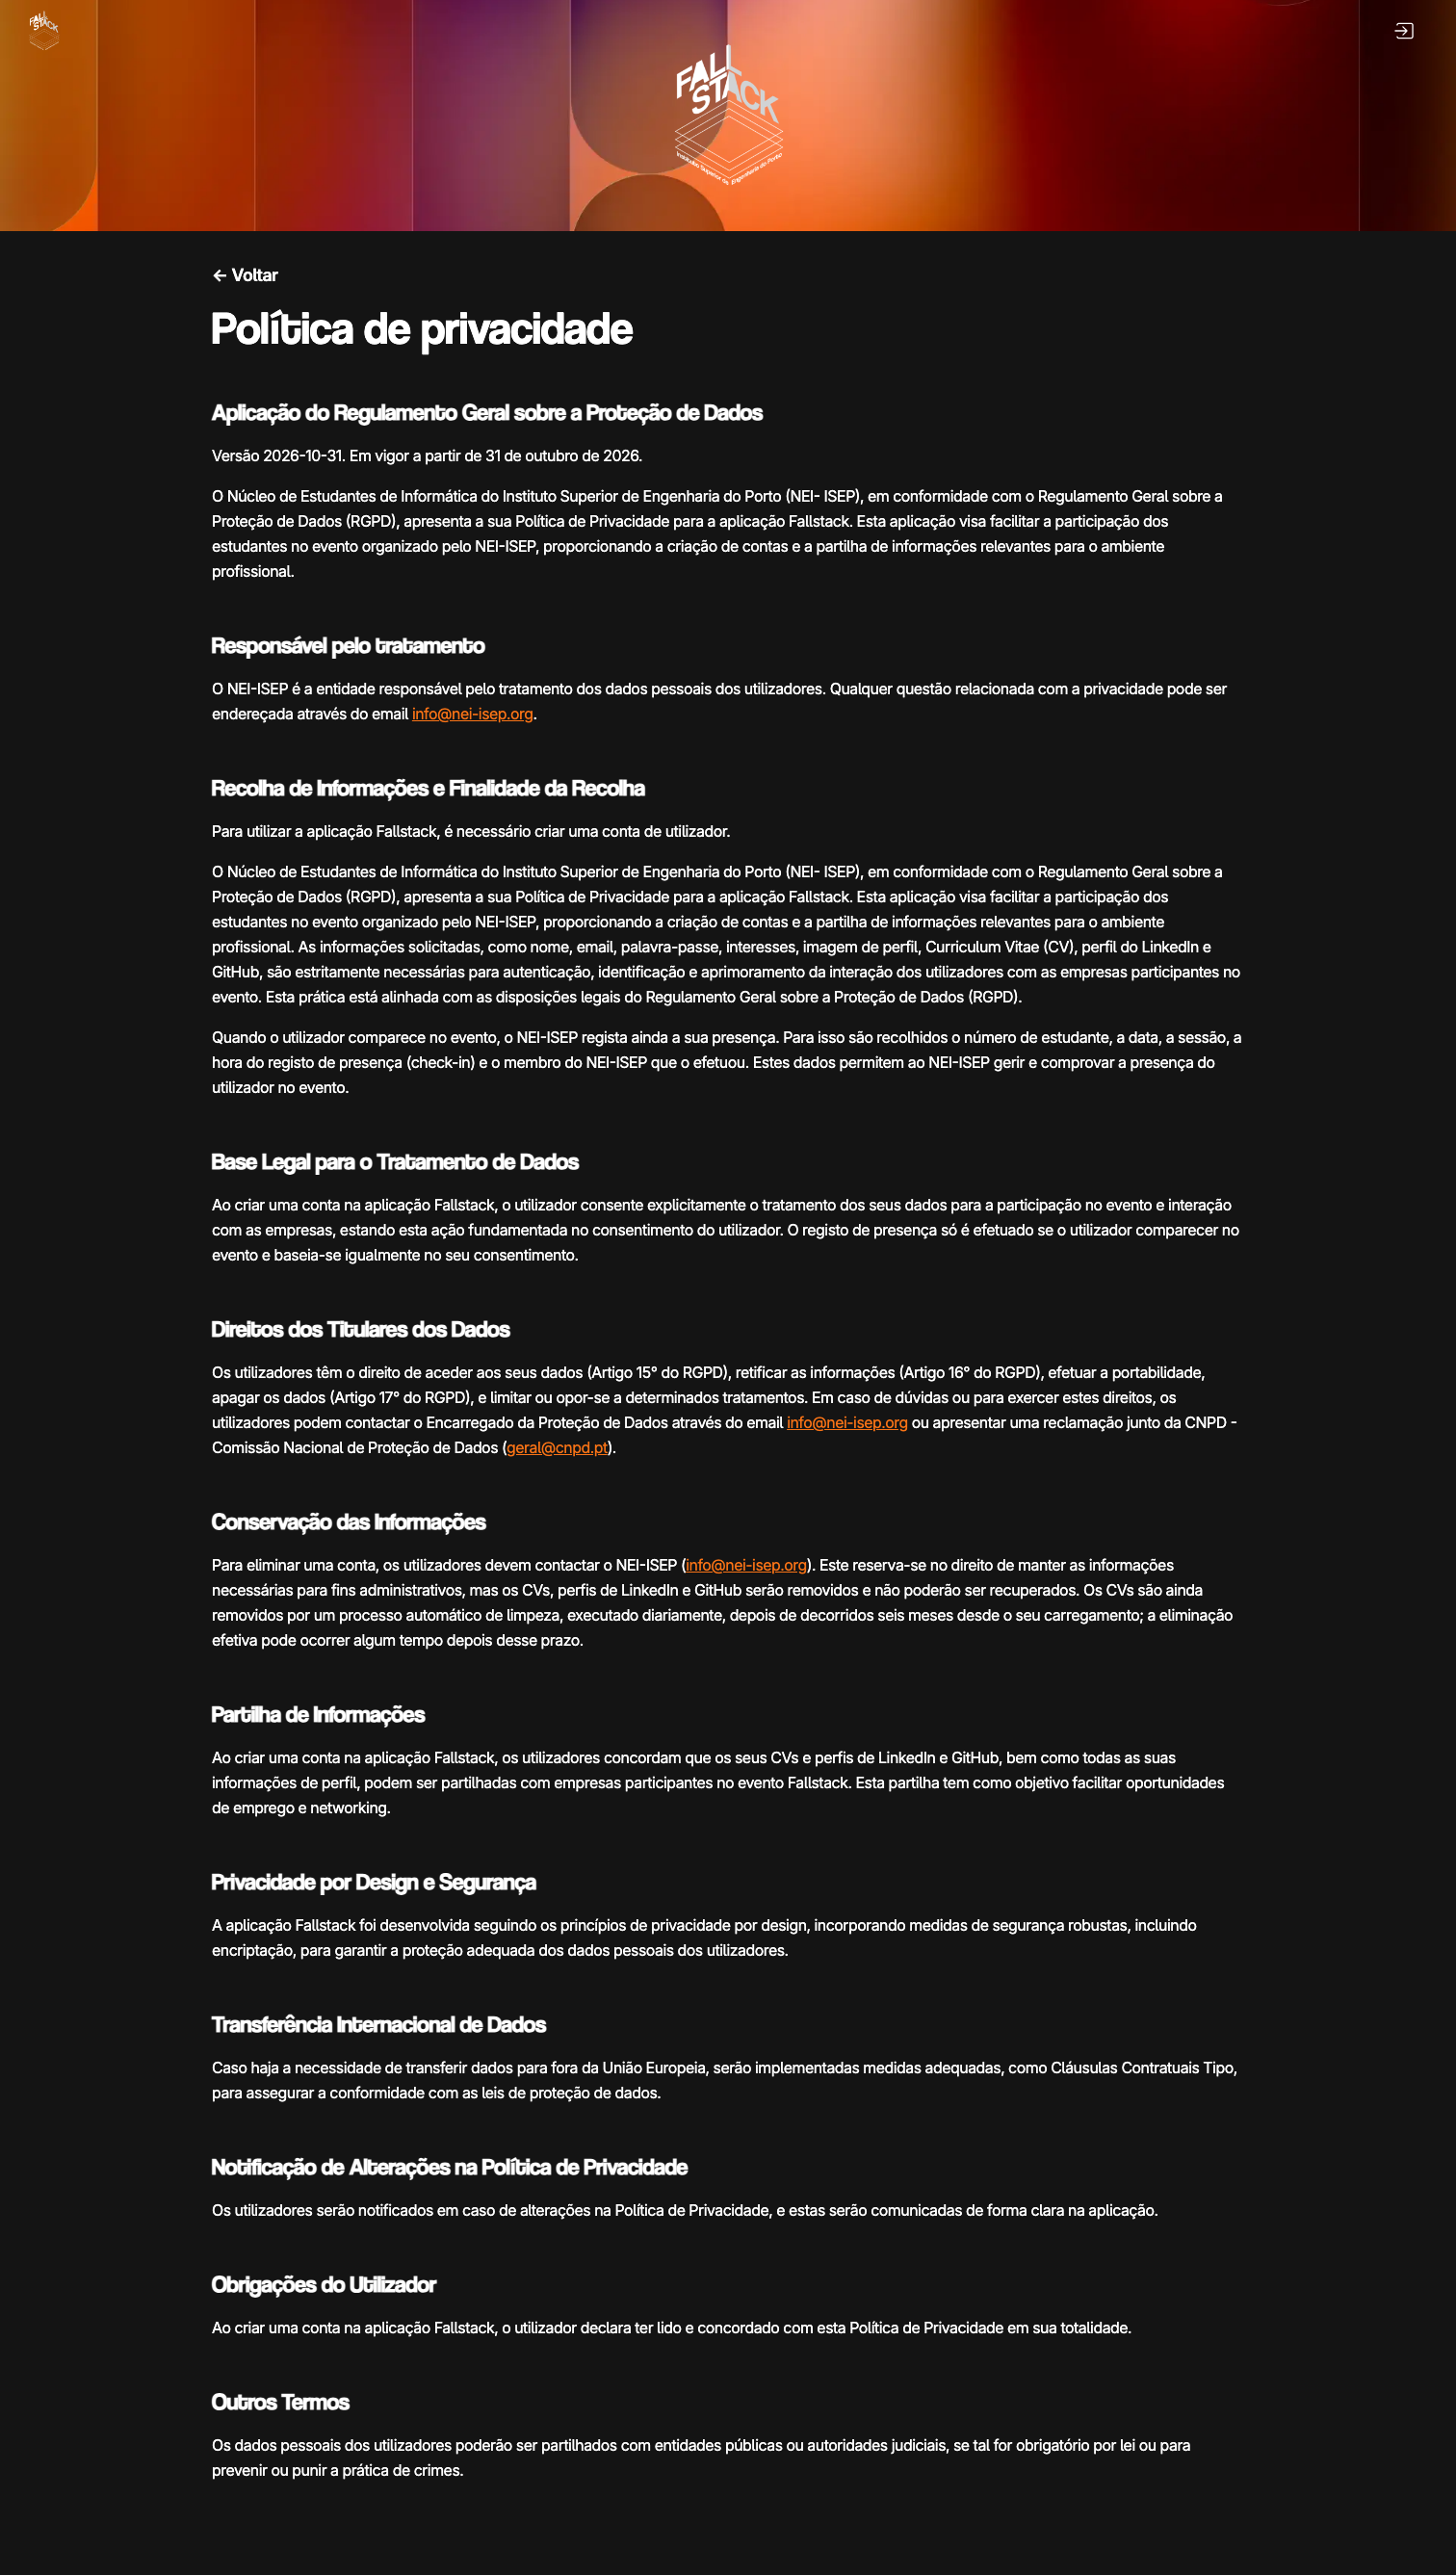 FALL
STACK
FALL
STACK
Instituto Superior de Engenharia do Porto
← Voltar
Política de privacidade
Aplicação do Regulamento Geral sobre a Proteção de Dados
Versão 2026-10-31. Em vigor a partir de 31 de outubro de 2026.
O Núcleo de Estudantes de Informática do Instituto Superior de Engenharia do Porto (NEI- ISEP), em conformidade com o Regulamento Geral sobre a
Proteção de Dados (RGPD), apresenta a sua Política de Privacidade para a aplicação Fallstack. Esta aplicação visa facilitar a participação dos
estudantes no evento organizado pelo NEI-ISEP, proporcionando a criação de contas e a partilha de informações relevantes para o ambiente
profissional.
Responsável pelo tratamento
O NEI-ISEP é a entidade responsável pelo tratamento dos dados pessoais dos utilizadores. Qualquer questão relacionada com a privacidade pode ser
endereçada através do email info@nei-isep.org.
Recolha de Informações e Finalidade da Recolha
Para utilizar a aplicação Fallstack, é necessário criar uma conta de utilizador.
O Núcleo de Estudantes de Informática do Instituto Superior de Engenharia do Porto (NEI- ISEP), em conformidade com o Regulamento Geral sobre a
Proteção de Dados (RGPD), apresenta a sua Política de Privacidade para a aplicação Fallstack. Esta aplicação visa facilitar a participação dos
estudantes no evento organizado pelo NEI-ISEP, proporcionando a criação de contas e a partilha de informações relevantes para o ambiente
profissional. As informações solicitadas, como nome, email, palavra-passe, interesses, imagem de perfil, Curriculum Vitae (CV), perfil do LinkedIn e
GitHub, são estritamente necessárias para autenticação, identificação e aprimoramento da interação dos utilizadores com as empresas participantes no
evento. Esta prática está alinhada com as disposições legais do Regulamento Geral sobre a Proteção de Dados (RGPD).
Quando o utilizador comparece no evento, o NEI-ISEP regista ainda a sua presença. Para isso são recolhidos o número de estudante, a data, a sessão, a
hora do registo de presença (check-in) e o membro do NEI-ISEP que o efetuou. Estes dados permitem ao NEI-ISEP gerir e comprovar a presença do
utilizador no evento.
Base Legal para o Tratamento de Dados
Ao criar uma conta na aplicação Fallstack, o utilizador consente explicitamente o tratamento dos seus dados para a participação no evento e interação
com as empresas, estando esta ação fundamentada no consentimento do utilizador. O registo de presença só é efetuado se o utilizador comparecer no
evento e baseia-se igualmente no seu consentimento.
Direitos dos Titulares dos Dados
Os utilizadores têm o direito de aceder aos seus dados (Artigo 15º do RGPD), retificar as informações (Artigo 16º do RGPD), efetuar a portabilidade,
apagar os dados (Artigo 17º do RGPD), e limitar ou opor-se a determinados tratamentos. Em caso de dúvidas ou para exercer estes direitos, os
utilizadores podem contactar o Encarregado da Proteção de Dados através do email info@nei-isep.org ou apresentar uma reclamação junto da CNPD -
Comissão Nacional de Proteção de Dados (geral@cnpd.pt).
Conservação das Informações
Para eliminar uma conta, os utilizadores devem contactar o NEI-ISEP (info@nei-isep.org). Este reserva-se no direito de manter as informações
necessárias para fins administrativos, mas os CVs, perfis de LinkedIn e GitHub serão removidos e não poderão ser recuperados. Os CVs são ainda
removidos por um processo automático de limpeza, executado diariamente, depois de decorridos seis meses desde o seu carregamento; a eliminação
efetiva pode ocorrer algum tempo depois desse prazo.
Partilha de Informações
Ao criar uma conta na aplicação Fallstack, os utilizadores concordam que os seus CVs e perfis de LinkedIn e GitHub, bem como todas as suas
informações de perfil, podem ser partilhadas com empresas participantes no evento Fallstack. Esta partilha tem como objetivo facilitar oportunidades
de emprego e networking.
Privacidade por Design e Segurança
A aplicação Fallstack foi desenvolvida seguindo os princípios de privacidade por design, incorporando medidas de segurança robustas, incluindo
encriptação, para garantir a proteção adequada dos dados pessoais dos utilizadores.
Transferência Internacional de Dados
Caso haja a necessidade de transferir dados para fora da União Europeia, serão implementadas medidas adequadas, como Cláusulas Contratuais Tipo,
para assegurar a conformidade com as leis de proteção de dados.
Notificação de Alterações na Política de Privacidade
Os utilizadores serão notificados em caso de alterações na Política de Privacidade, e estas serão comunicadas de forma clara na aplicação.
Obrigações do Utilizador
Ao criar uma conta na aplicação Fallstack, o utilizador declara ter lido e concordado com esta Política de Privacidade em sua totalidade.
Outros Termos
Os dados pessoais dos utilizadores poderão ser partilhados com entidades públicas ou autoridades judiciais, se tal for obrigatório por lei ou para
prevenir ou punir a prática de crimes.